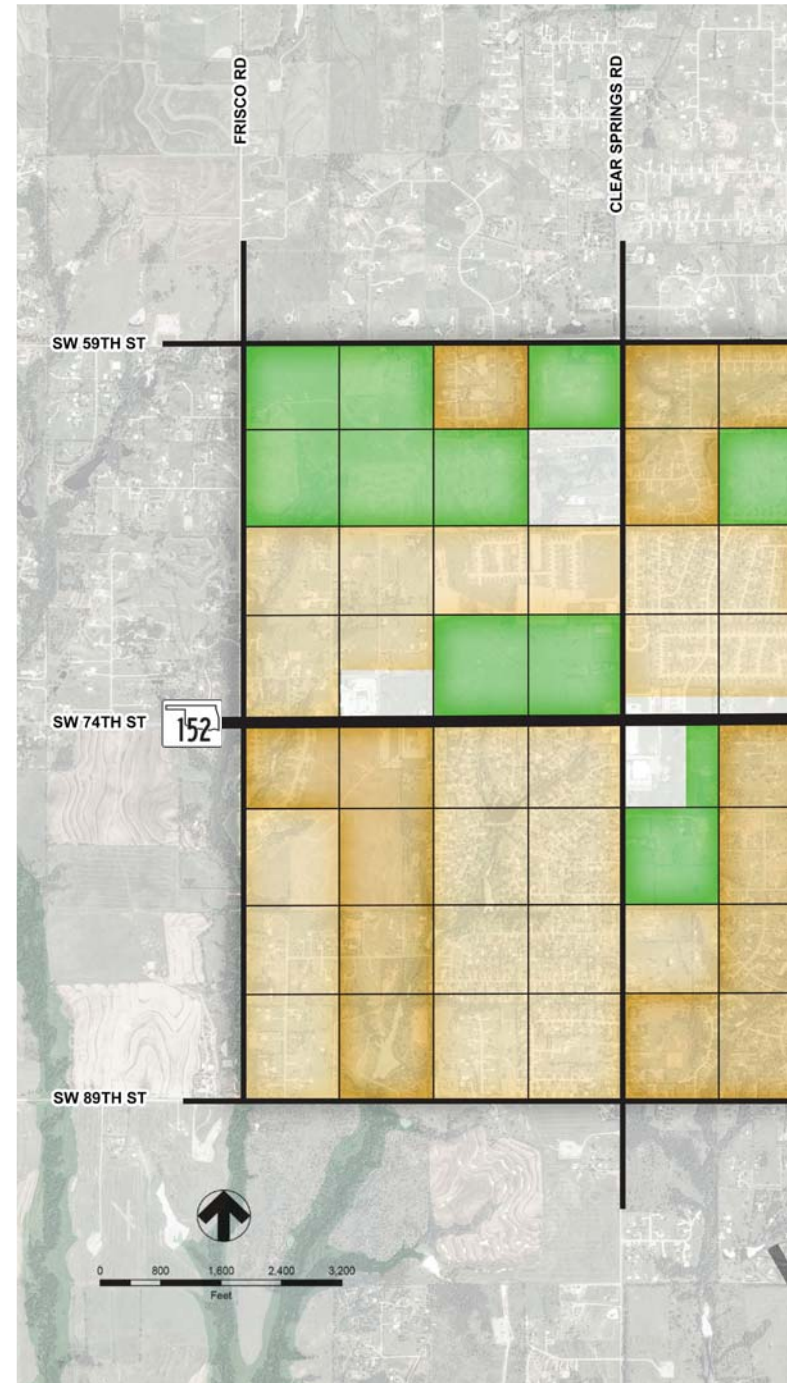 FRISCO RD
CLEAR SPRINGS RD
SW 59TH ST
SW 74TH ST
152
SW 89TH ST
0 800 1,600 2,400 3,200
Feet